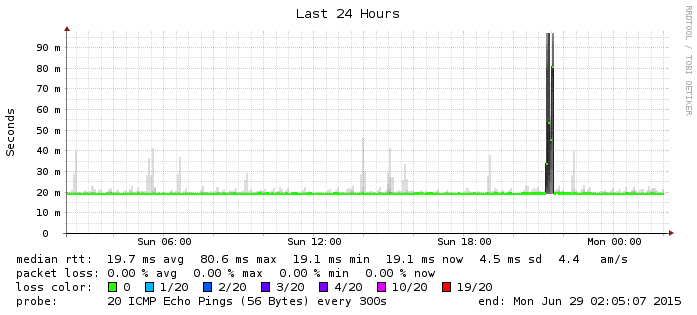 Last 24 Hours
RRDTOOL / TOBI OETIKER
Seconds
90 m
80 m
70 m
60 m
50 m
40 m
30 m
20 m
10 m
0
Sun 06:00 Sun 12:00 Sun 18:00 Mon 00:00
median rtt: 19.7 ms avg 80.6 ms max 19.1 ms min 19.1 ms now 4.5 ms sd 4.4 am/s
packet loss: 0.00 % avg 0.00 % max 0.00 % min 0.00 % now
loss color: 0 1/20 2/20 3/20 4/20 10/20 19/20
probe: 20 ICMP Echo Pings (56 Bytes) every 300s end: Mon Jun 29 02:05:07 2015